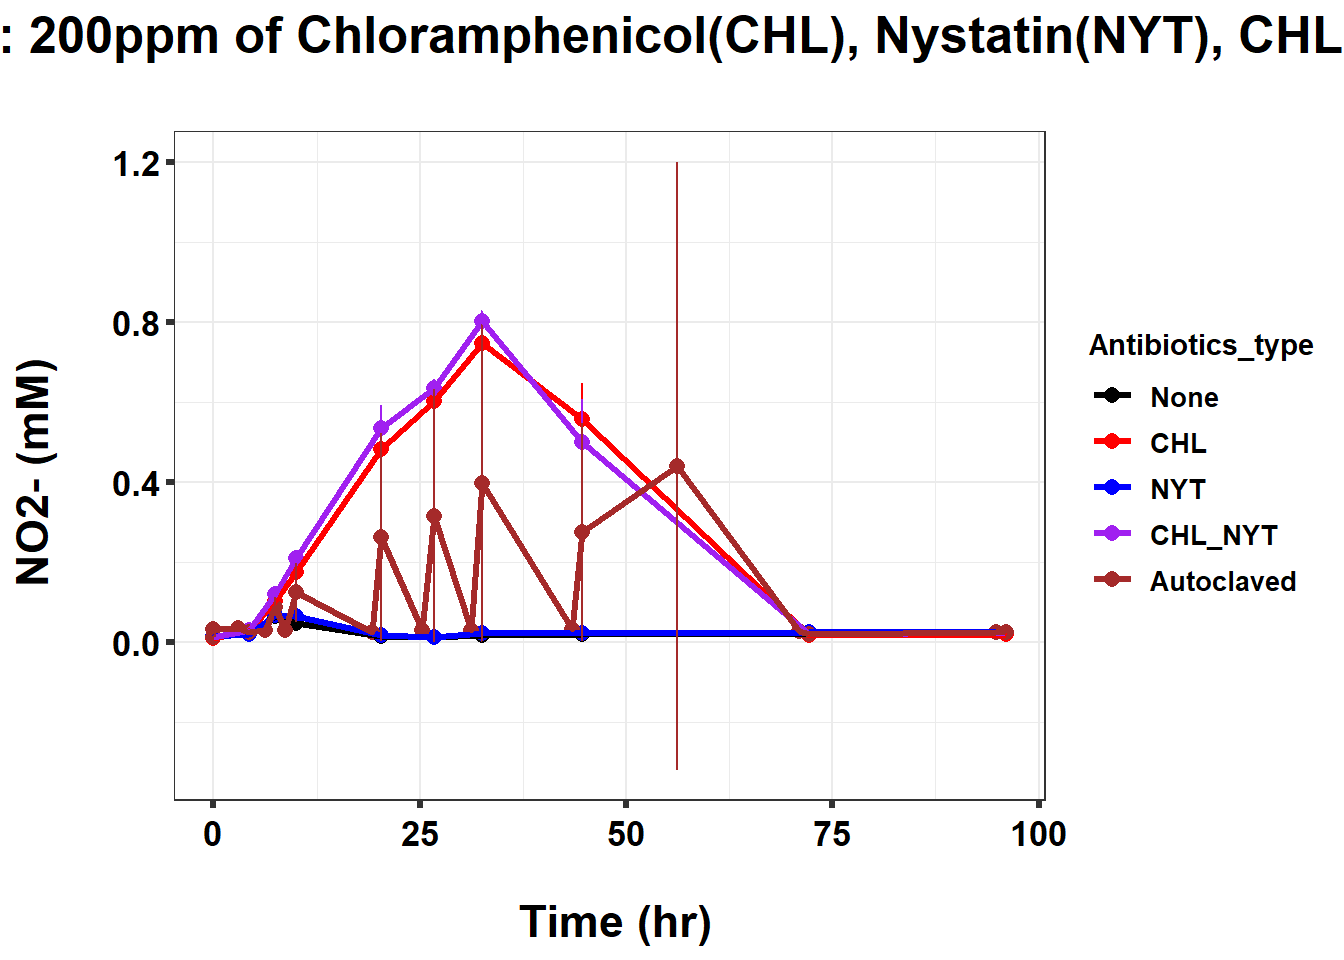 : 200ppm of Chloramphenicol(CHL), Nystatin(NYT), CHL
1.2
0.8
0.4
0.0
NO2- (mM)
0 25 50 75 100
Time (hr)
Antibiotics_type
None
CHL
NYT
CHL_NYT
Autoclaved